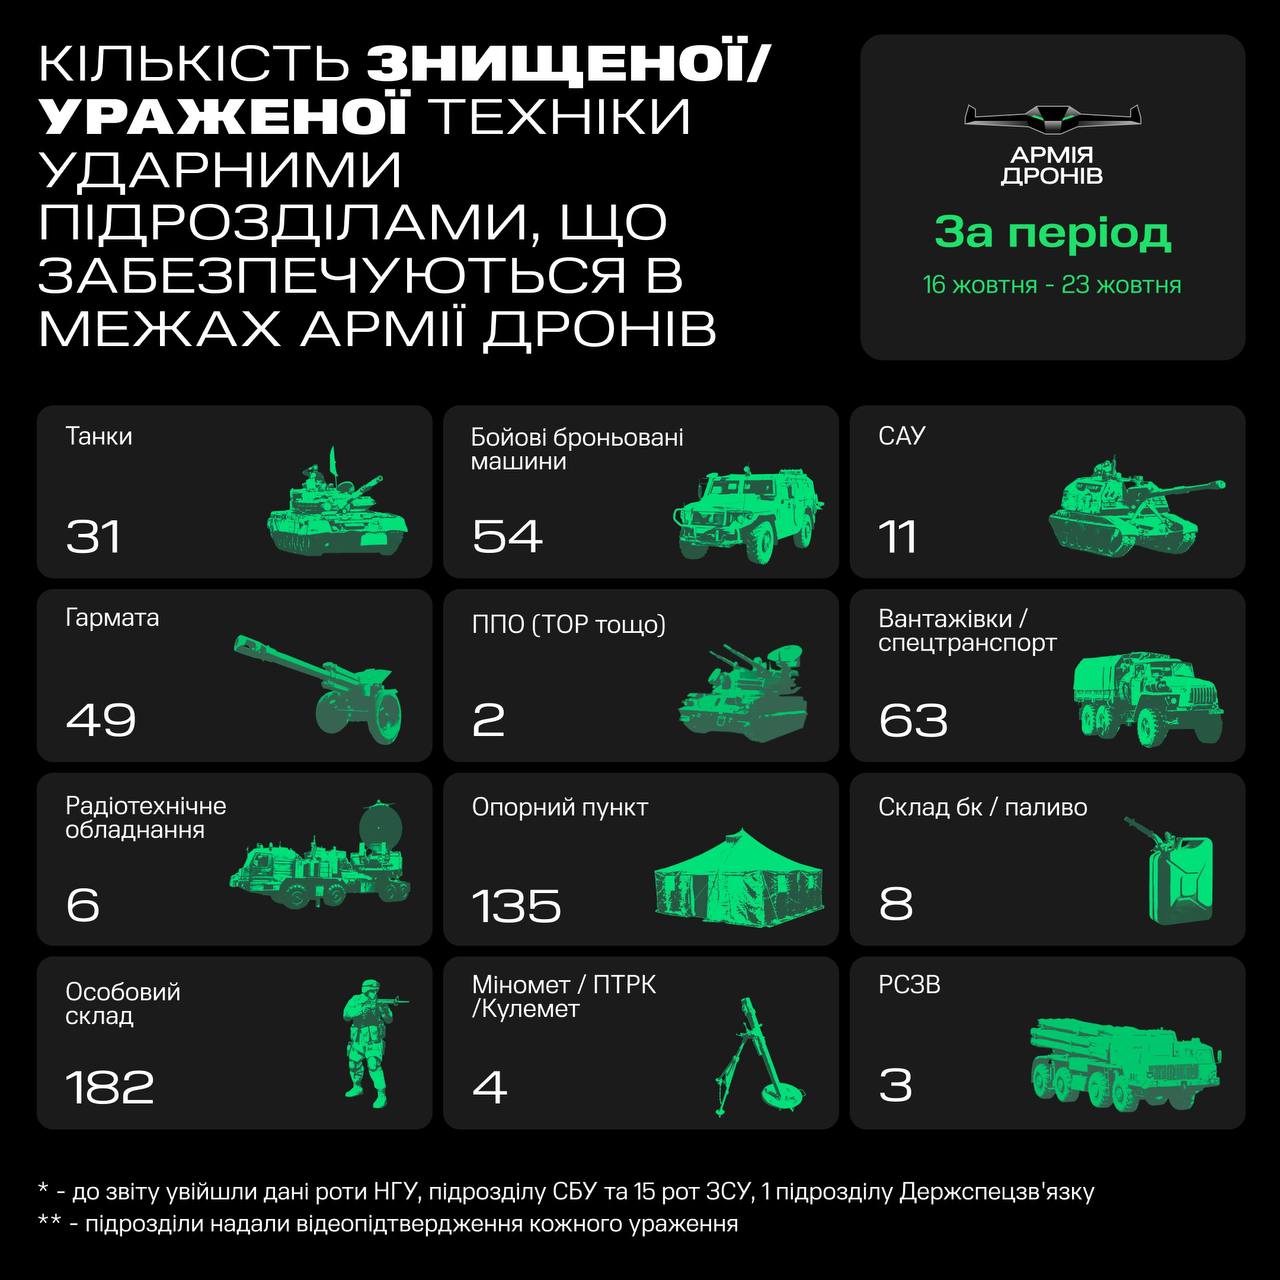 КІЛЬКІСТЬ ЗНИЩЕНОЇ/
УРАЖЕНОЇ ТЕХНІКИ
УДАРНИМИ
ПІДРОЗДІЛАМИ, ЩО
ЗАБЕЗПЕЧУЮТЬСЯ В
МЕЖАХ АРМІЇ ДРОНІВ
АРМІЯ
ДРОНІВ
За період
16 жовтня - 23 жовтня
Танки
31
Бойові броньовані
машини
54
САУ
11
Гармата
49
ППО (ТОР тощо)
2
Вантажівки /
спецтранспорт
63
Радіотехнічне
обладнання
6
Опорний пункт
135
Склад бк / паливо
8
Особовий
склад
182
Міномет / ПТРК
/Кулемет
4
РСЗВ
3
* - до звіту увійшли дані роти НГУ, підрозділу СБУ та 15 рот ЗСУ, 1 підрозділу Держспецзв'язку
** - підрозділи надали відеопідтвердження кожного ураження